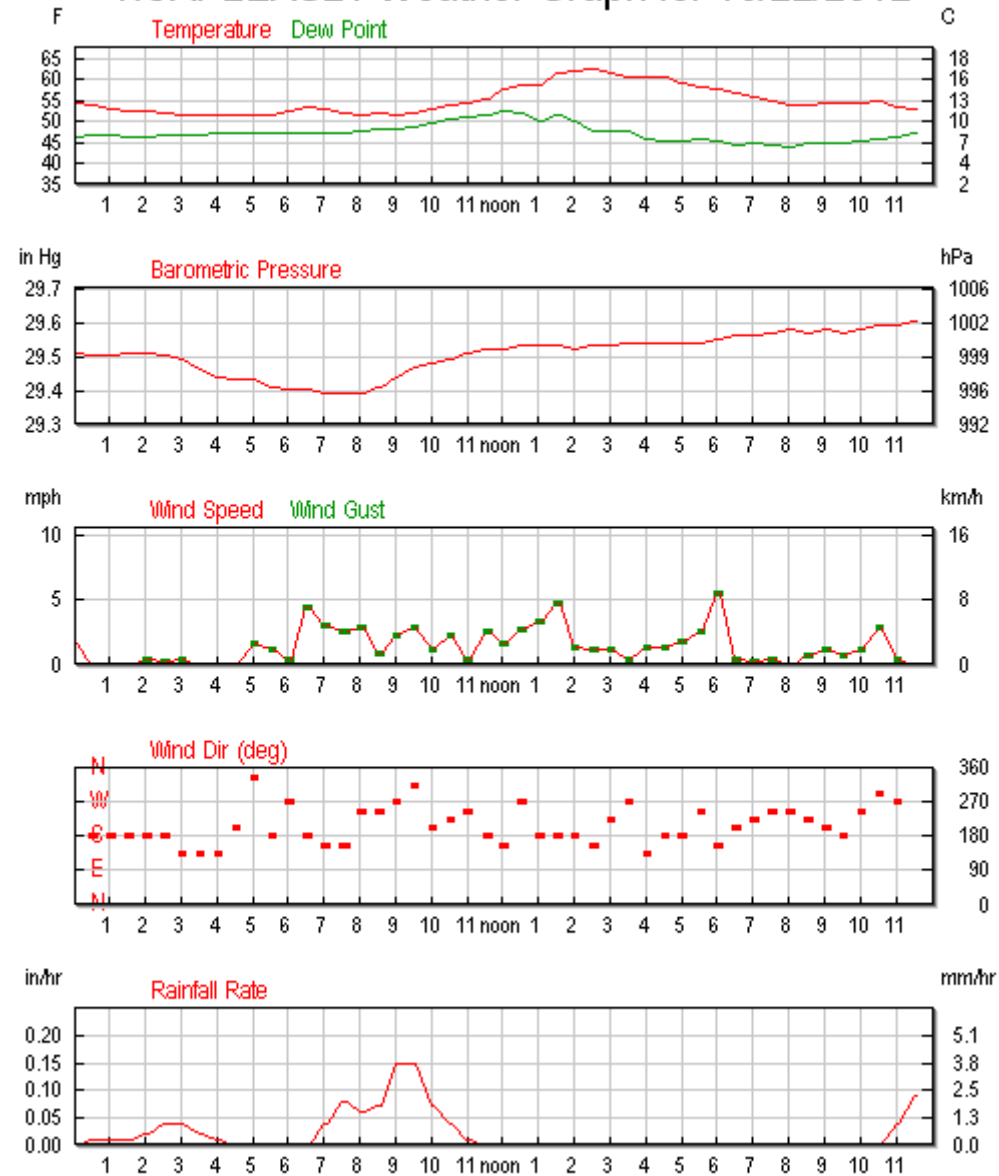 Weather Graph for
F Temperature Dew Point C
65 18
60 16
55 13
50 10
45 7
40 4
35 2
1 2 3 4 5 6 7 8 9 10 11 noon 1 2 3 4 5 6 7 8 9 10 11
in Hg Barometric Pressure hPa
29.7 1006
29.6 1002
29.5 999
29.4 996
29.3 992
1 2 3 4 5 6 7 8 9 10 11 noon 1 2 3 4 5 6 7 8 9 10 11
mph Wind Speed Wind Gust km/h
10 16
5 8
0 0
1 2 3 4 5 6 7 8 9 10 11 noon 1 2 3 4 5 6 7 8 9 10 11
Wind Dir (deg)
N 360
W 270
S 180
E 90
N 0
1 2 3 4 5 6 7 8 9 10 11 noon 1 2 3 4 5 6 7 8 9 10 11
in/hr Rainfall Rate mm/hr
0.20 5.1
0.15 3.8
0.10 2.5
0.05 1.3
0.00 0.0
1 2 3 4 5 6 7 8 9 10 11 noon 1 2 3 4 5 6 7 8 9 10 11